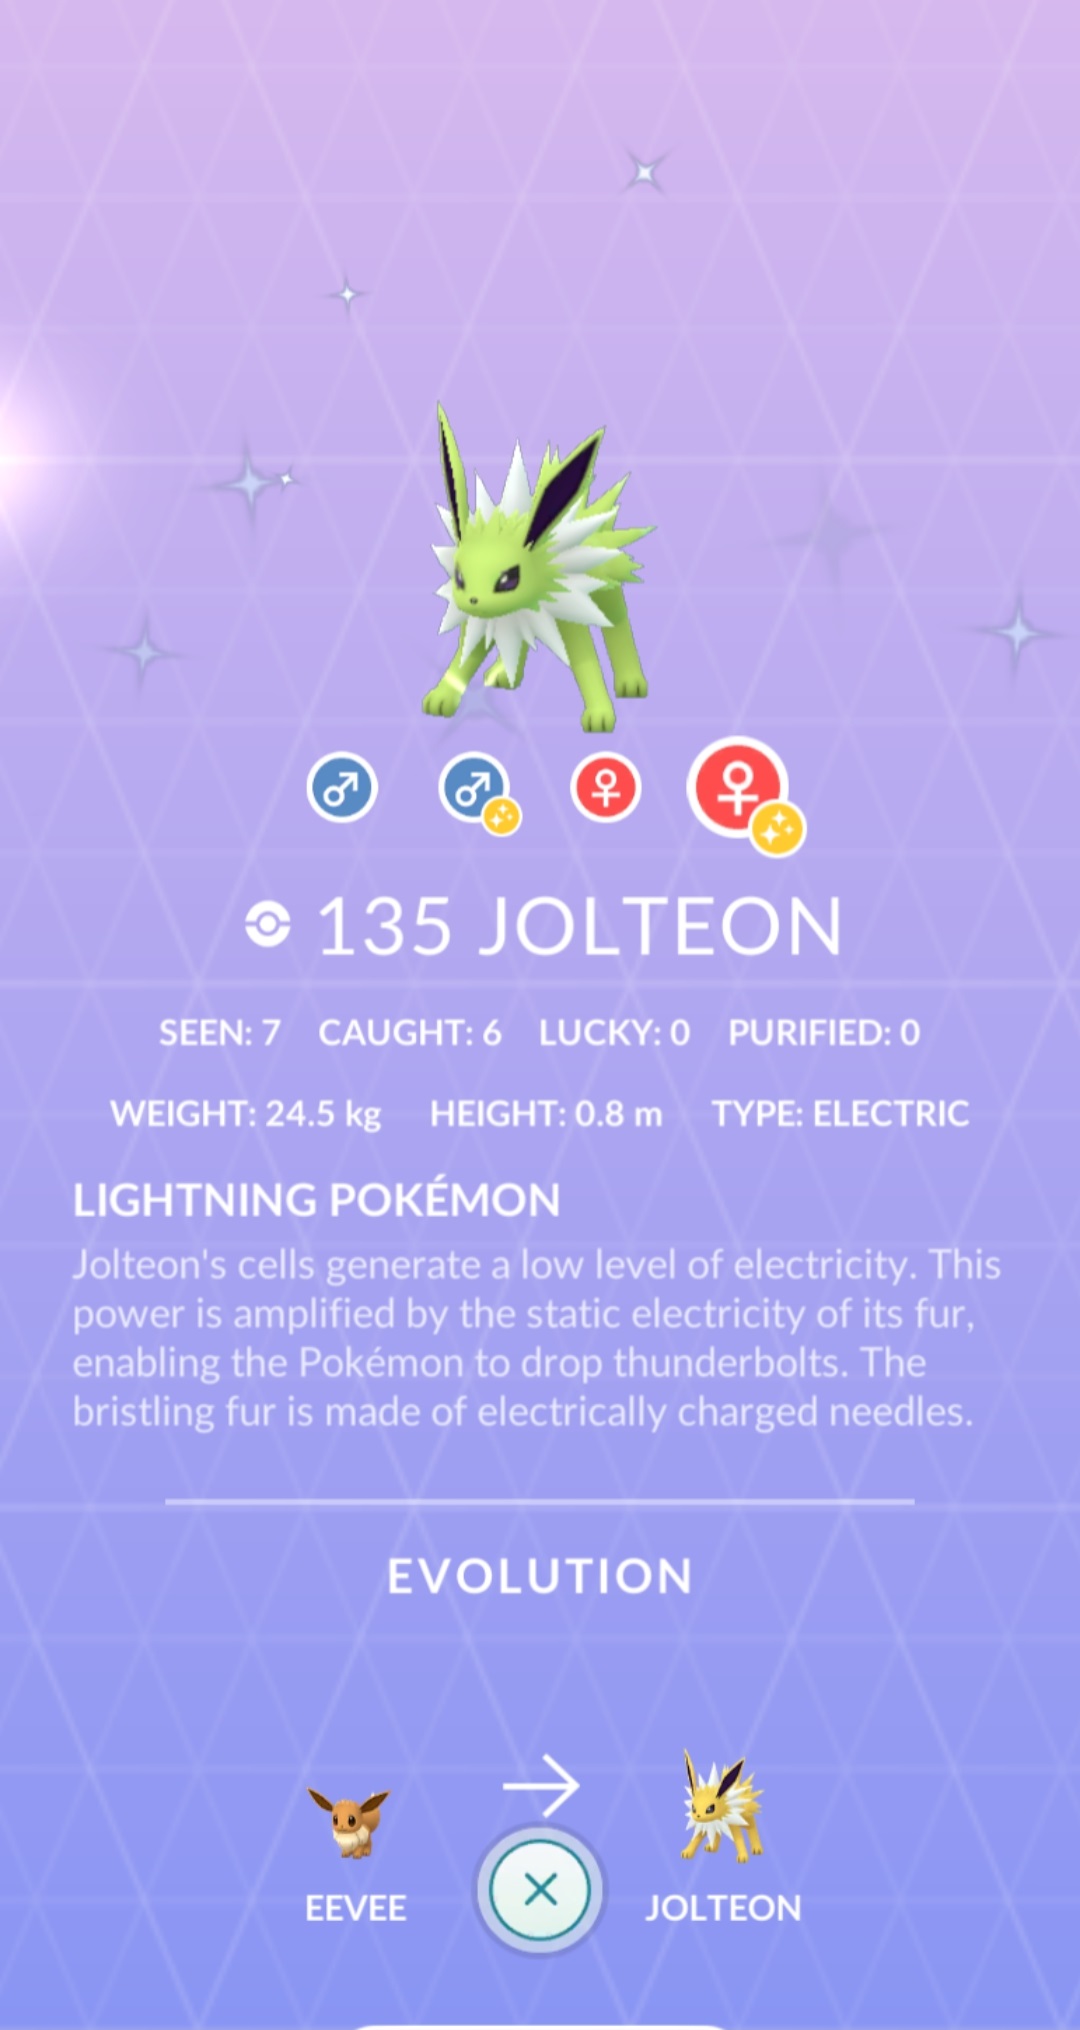 135 JOLTEON
SEEN: 7 CAUGHT: 6 LUCKY: 0 PURIFIED: 0
WEIGHT: 24.5 kg HEIGHT: 0.8 m TYPE: ELECTRIC
LIGHTNING POKÉMON
Jolteon's cells generate a low level of electricity. This
power is amplified by the static electricity of its fur,
enabling the Pokémon to drop thunderbolts. The
bristling fur is made of electrically charged needles.
EVOLUTION
EEVEE JOLTEON